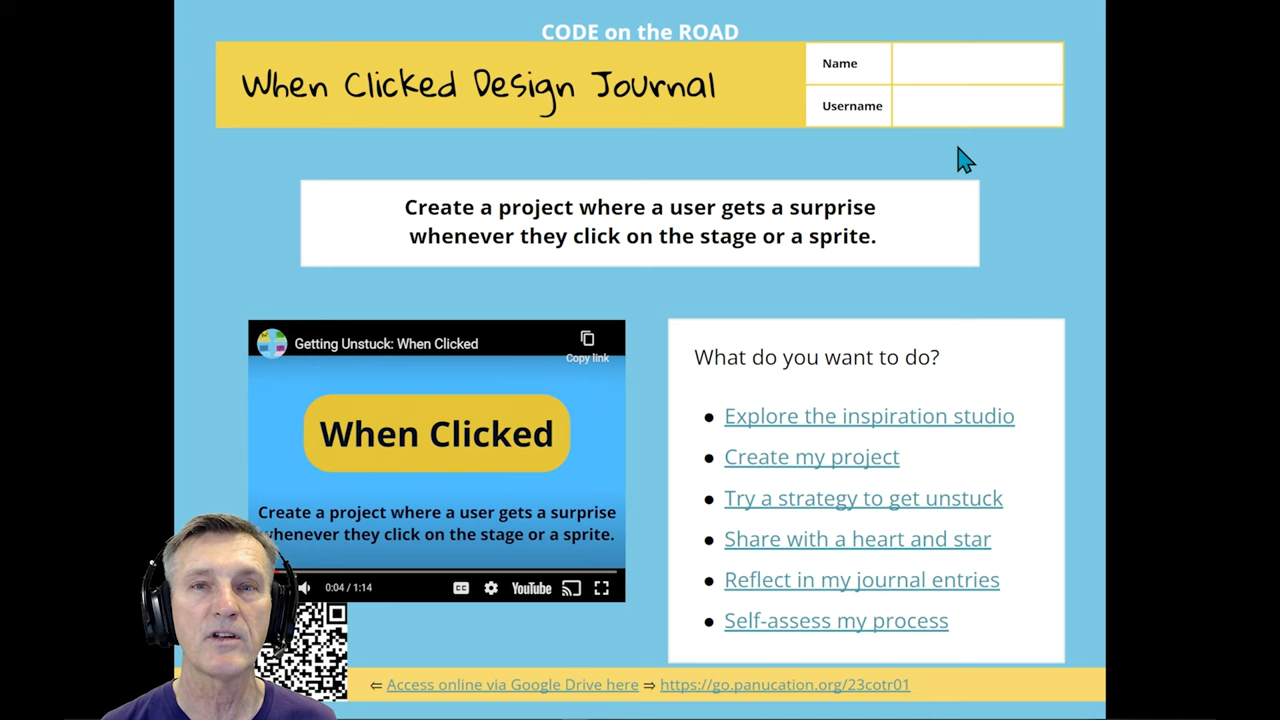 CODE on the ROAD
When Clicked Design Journal
Name
Username
Create a project where a user gets a surprise
whenever they click on the stage or a sprite.
Getting Unstuck: When Clicked
Copy link
When Clicked
Create a project where a user gets a surprise
whenever they click on the stage or a sprite.
0:04 / 1:14
CC
YouTube
What do you want to do?
• Explore the inspiration studio
• Create my project
• Try a strategy to get unstuck
• Share with a heart and star
• Reflect in my journal entries
• Self-assess my process
⇐ Access online via Google Drive here ⇒ https://go.panucation.org/23cotr01